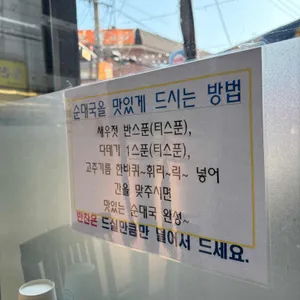 순대국을 맛있게 드시는 방법
새우젓 반스푼(티스푼),
다데기 1스푼(티스푼),
고추기름 한바퀴~휘리~릭~ 넣어
간을 맞추시면
맛있는 순대국 완성~
반찬은 드실만큼만 덜어서 드세요.